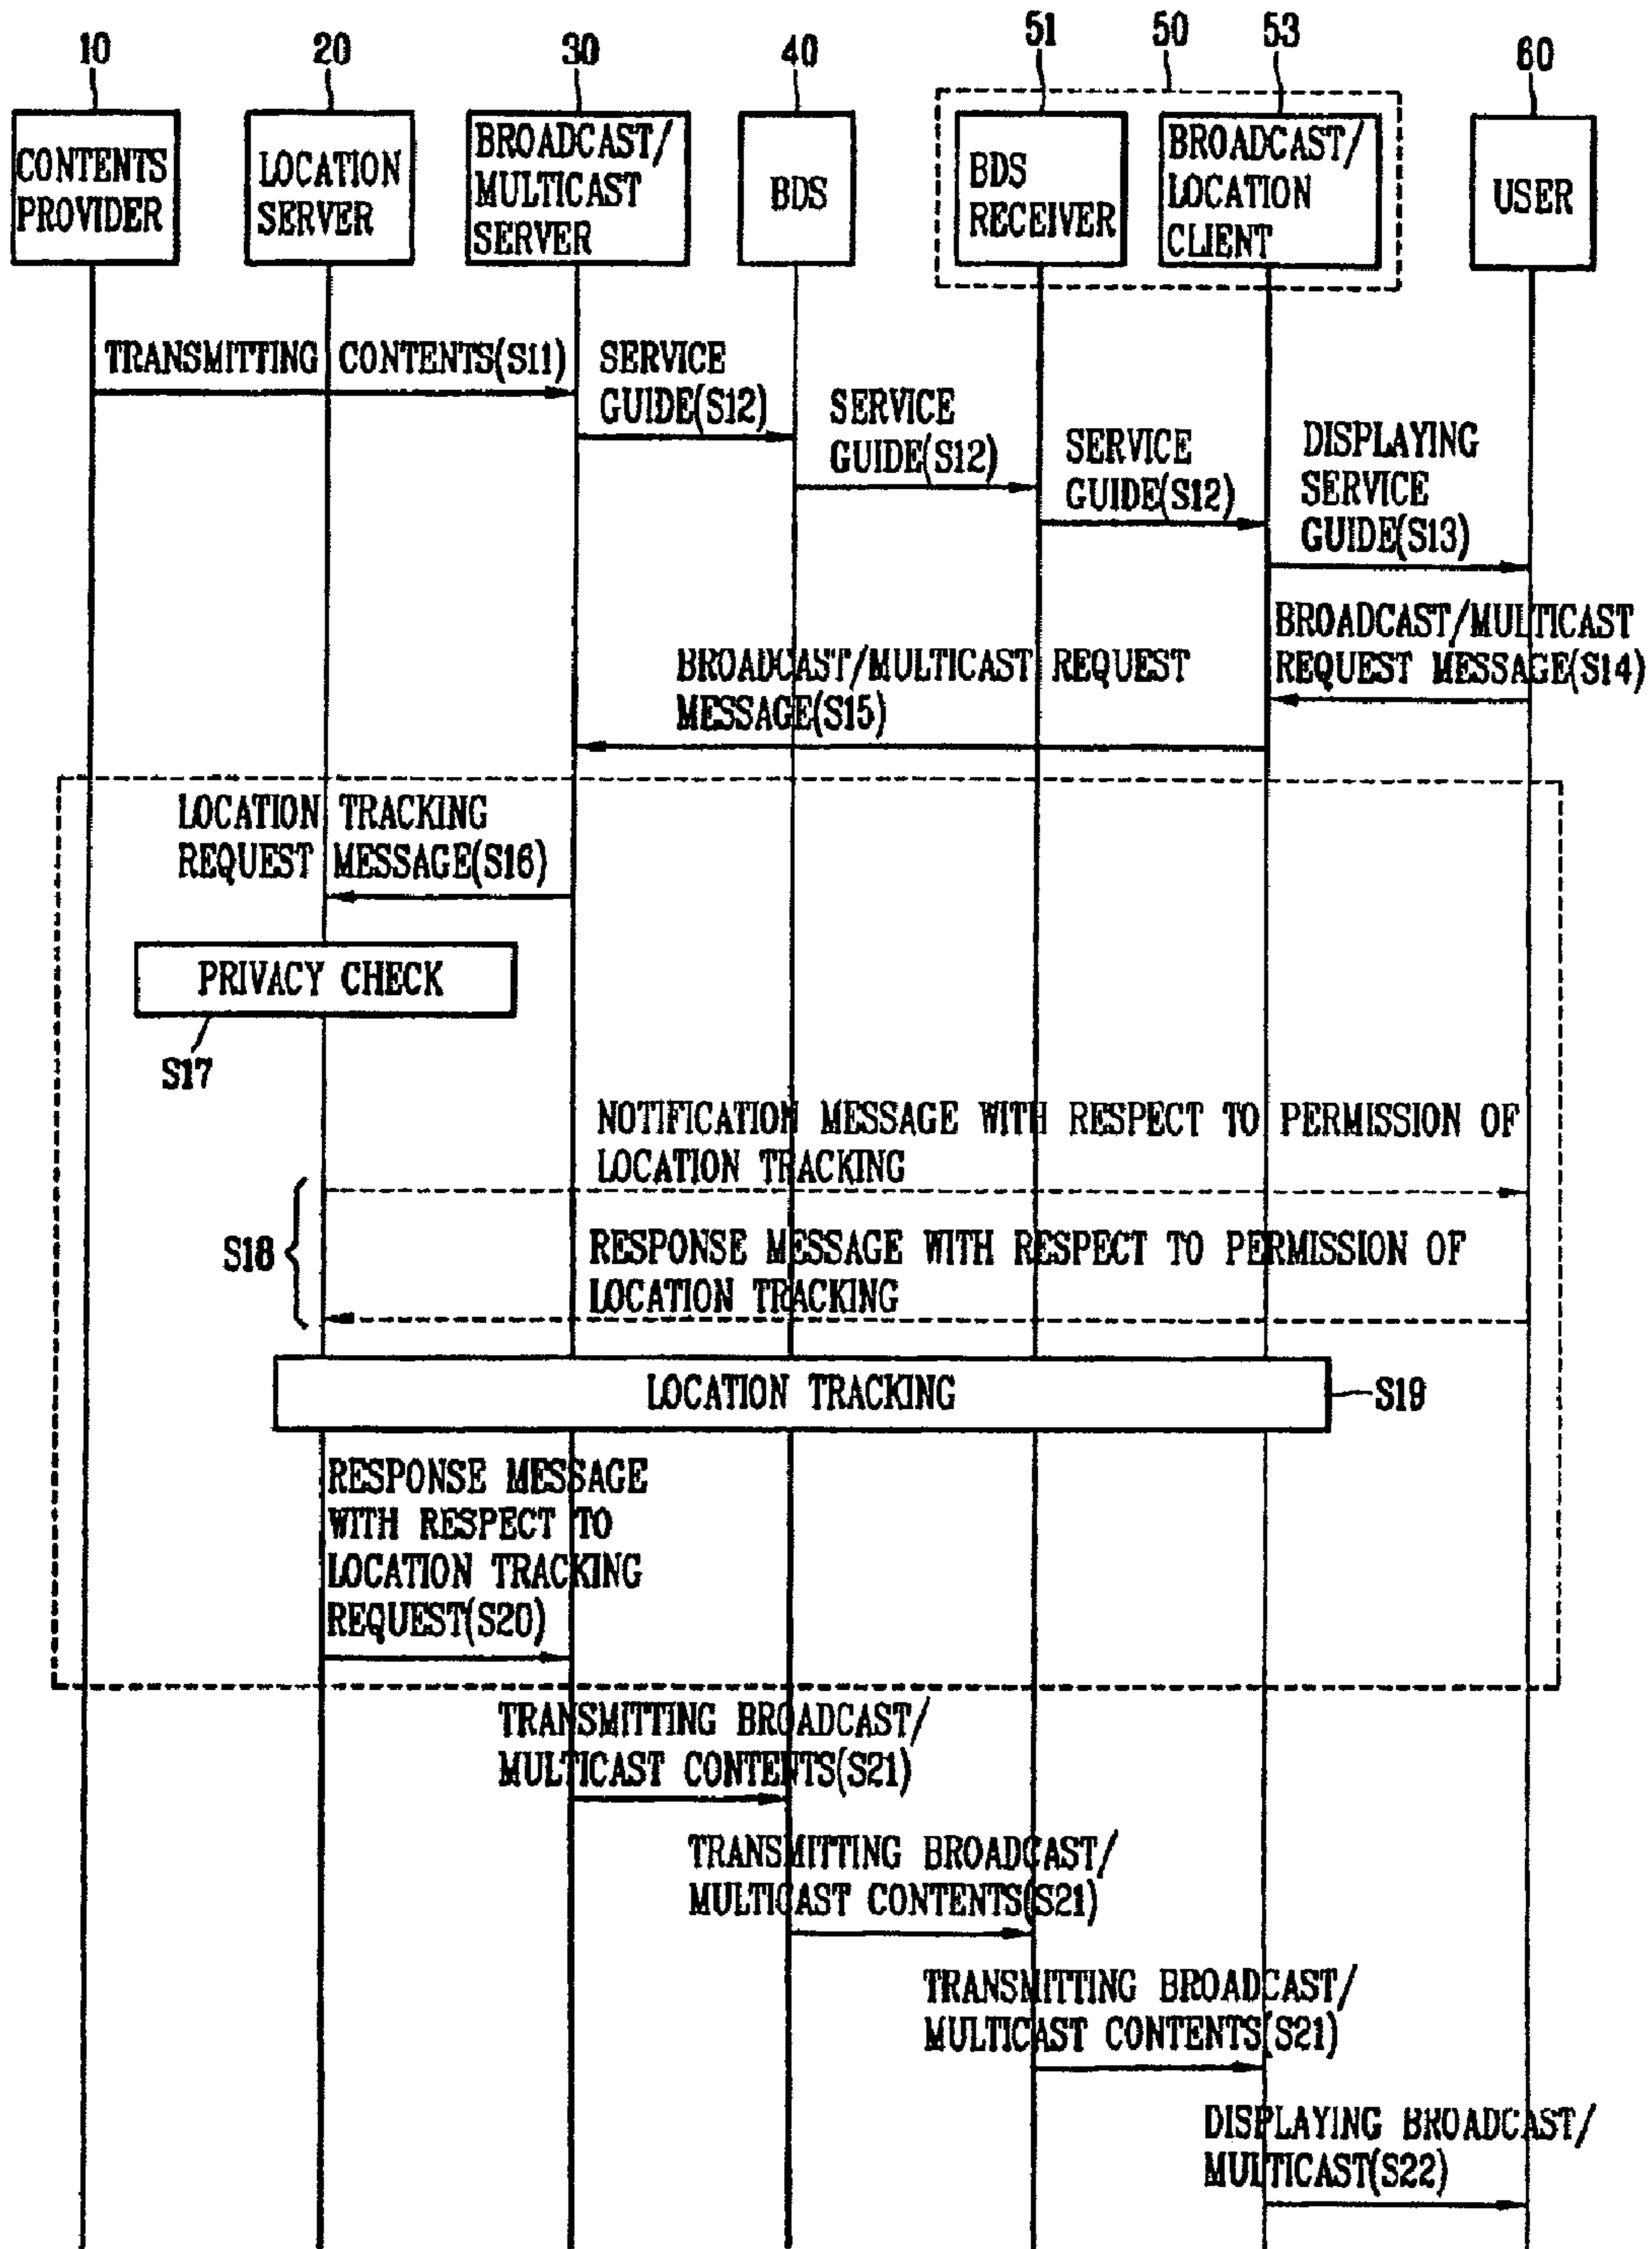 10
20
30
40
51
50
53
60
CONTENTS
PROVIDER
LOCATION
SERVER
BROADCAST/
MULTICAST
SERVER
BDS
BDS
RECEIVER
BROADCAST/
LOCATION
CLIENT
USER
TRANSMITTING CONTENTS(S11)
SERVICE
GUIDE(S12)
SERVICE
GUIDE(S12)
SERVICE
GUIDE(S12)
DISPLAYING
SERVICE
GUIDE(S13)
BROADCAST/MULTICAST
REQUEST MESSAGE(S14)
BROADCAST/MULTICAST REQUEST
MESSAGE(S15)
LOCATION TRACKING
REQUEST MESSAGE(S16)
PRIVACY CHECK
S17
NOTIFICATION MESSAGE WITH RESPECT TO PERMISSION OF
LOCATION TRACKING
S18
RESPONSE MESSAGE WITH RESPECT TO PERMISSION OF
LOCATION TRACKING
LOCATION TRACKING
S19
RESPONSE MESSAGE
WITH RESPECT TO
LOCATION TRACKING
REQUEST(S20)
TRANSMITTING BROADCAST/
MULTICAST CONTENTS(S21)
TRANSMITTING BROADCAST/
MULTICAST CONTENTS(S21)
TRANSMITTING BROADCAST/
MULTICAST CONTENTS(S21)
DISPLAYING BROADCAST/
MULTICAST(S22)